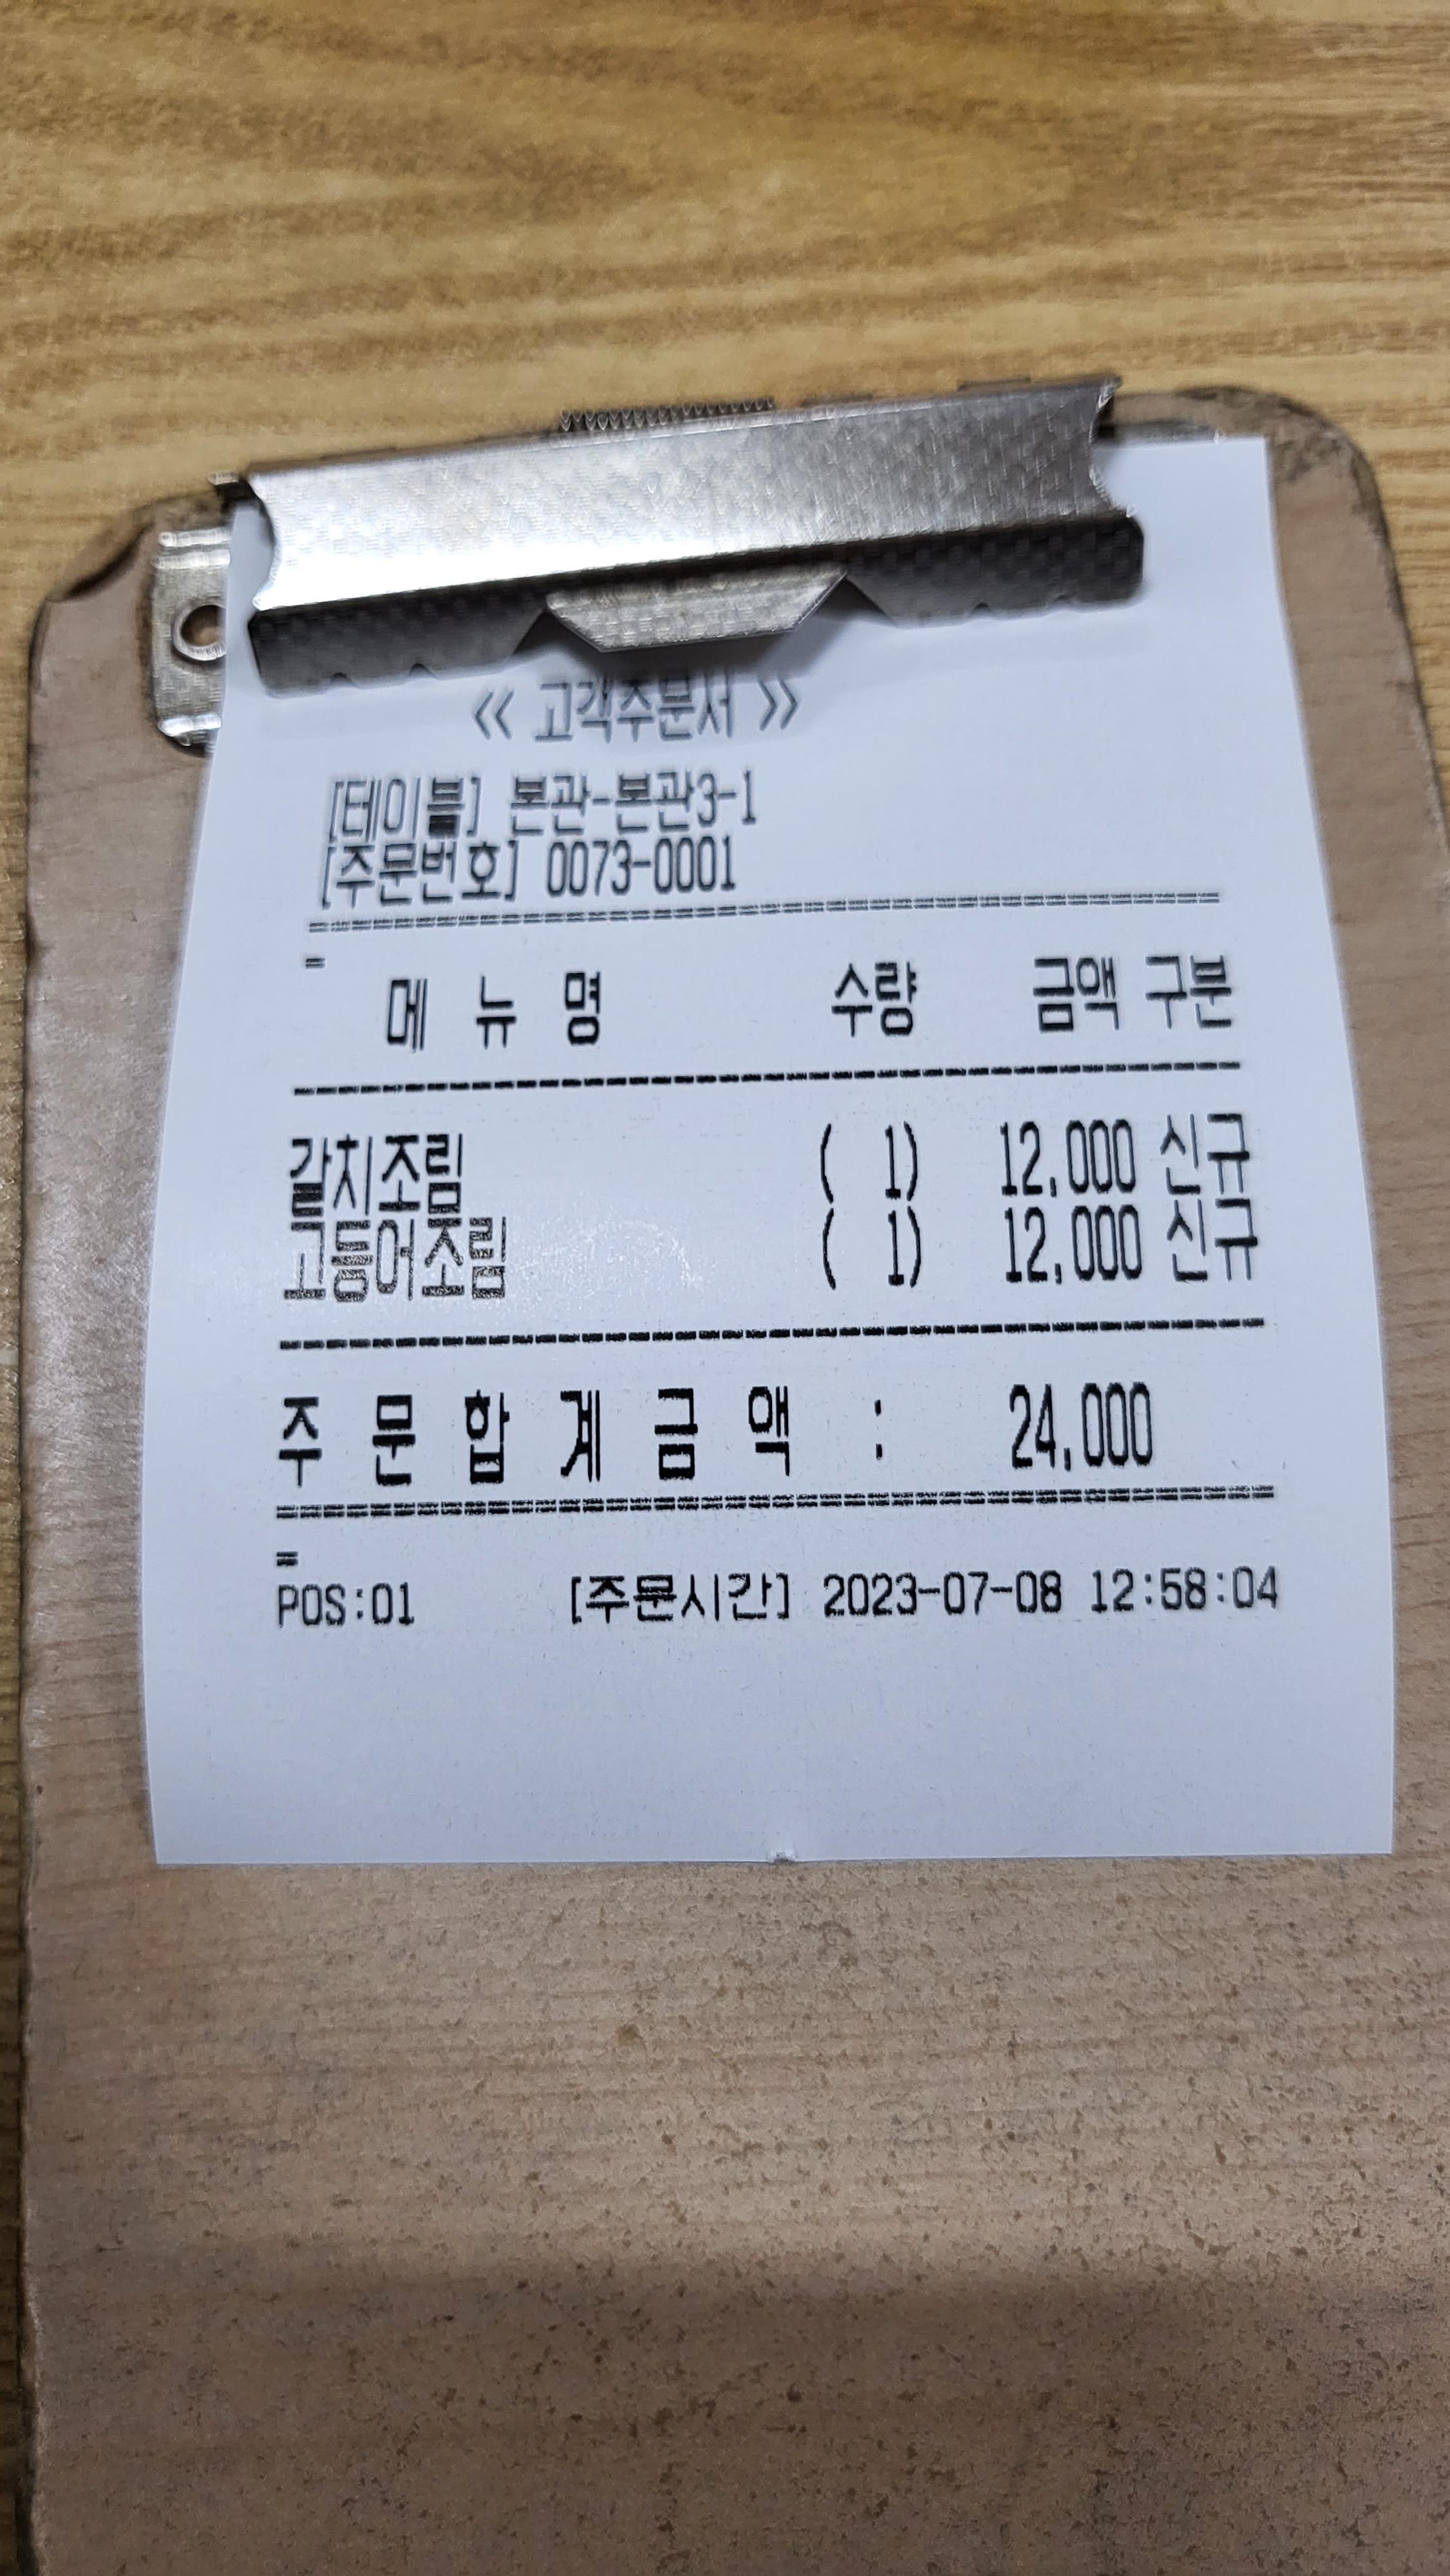 << 고객주문서 >>
[테이블] 본관-본관3-1
[주문번호] 0073-0001
================================
=
메 뉴 명 수량 금액 구분
--------------------------------
갈치조림 ( 1) 12,000 신규
고등어조림 ( 1) 12,000 신규
--------------------------------
주 문 합 계 금 액 : 24,000
================================
=
POS:01 [주문시간] 2023-07-08 12:58:04